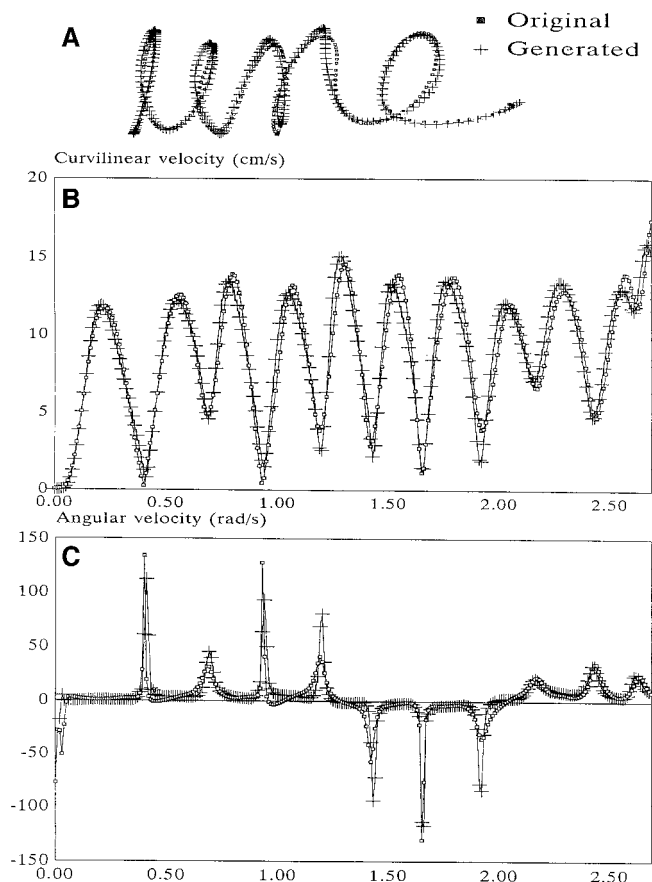 A
Original
Generated
une
Curvilinear velocity (cm/s)
B
20
15
10
5
0
0.00 0.50 1.00 1.50 2.00 2.50
Angular velocity (rad/s)
C
150
100
50
0
-50
-100
-150
0.00 0.50 1.00 1.50 2.00 2.50